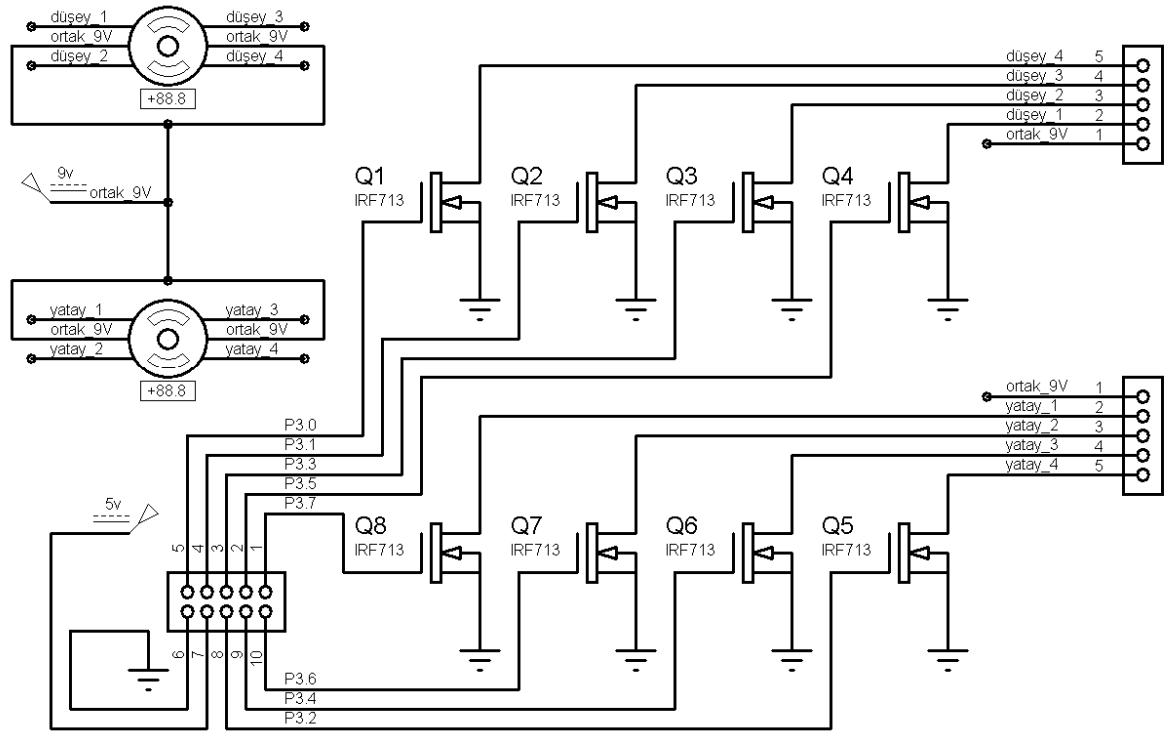 düşey_1
düşey_3
ortak_9V
ortak_9V
düşey_2
düşey_4
+88.8
9v
ortak_9V
yatay_1
yatay_3
ortak_9V
ortak_9V
yatay_2
yatay_4
+88.8
düşey_4 5
düşey_3 4
düşey_2 3
düşey_1 2
ortak_9V 1
Q1
IRF713
Q2
IRF713
Q3
IRF713
Q4
IRF713
ortak_9V 1
yatay_1 2
yatay_2 3
yatay_3 4
yatay_4 5
P3.0
P3.1
P3.3
P3.5
P3.7
5v
Q8
IRF713
Q7
IRF713
Q6
IRF713
Q5
IRF713
5 4 3 2 1
6 7 8 9 10
P3.6
P3.4
P3.2